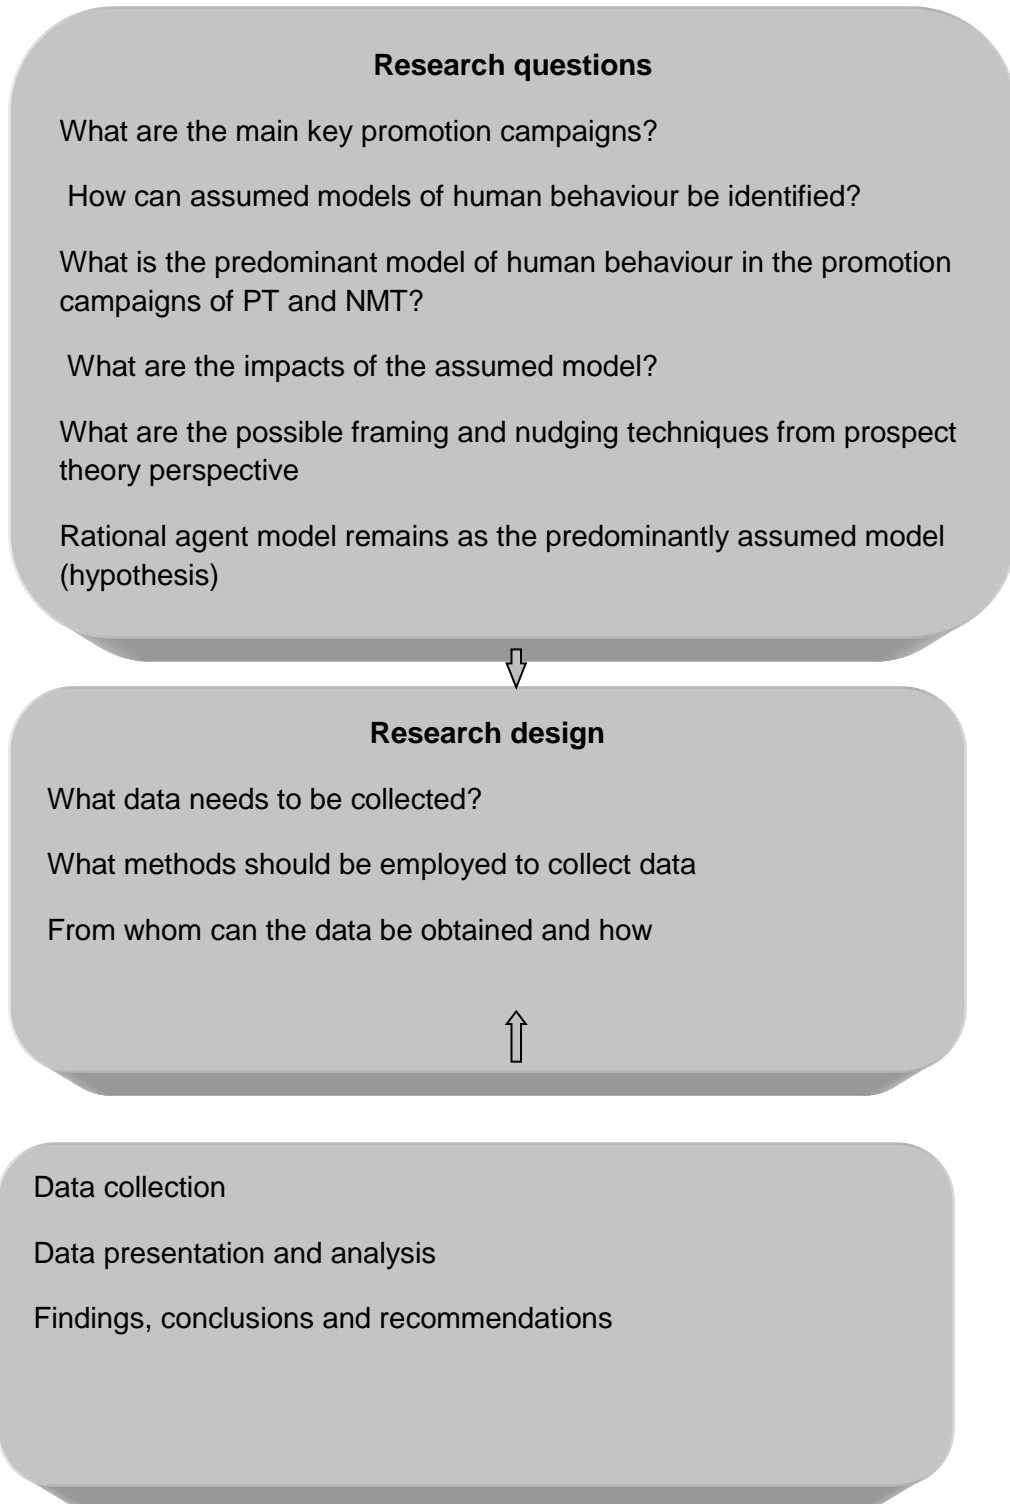 Research questions
What are the main key promotion campaigns?
How can assumed models of human behaviour be identified?
What is the predominant model of human behaviour in the promotion
campaigns of PT and NMT?
What are the impacts of the assumed model?
What are the possible framing and nudging techniques from prospect
theory perspective
Rational agent model remains as the predominantly assumed model
(hypothesis)
Research design
What data needs to be collected?
What methods should be employed to collect data
From whom can the data be obtained and how
Data collection
Data presentation and analysis
Findings, conclusions and recommendations